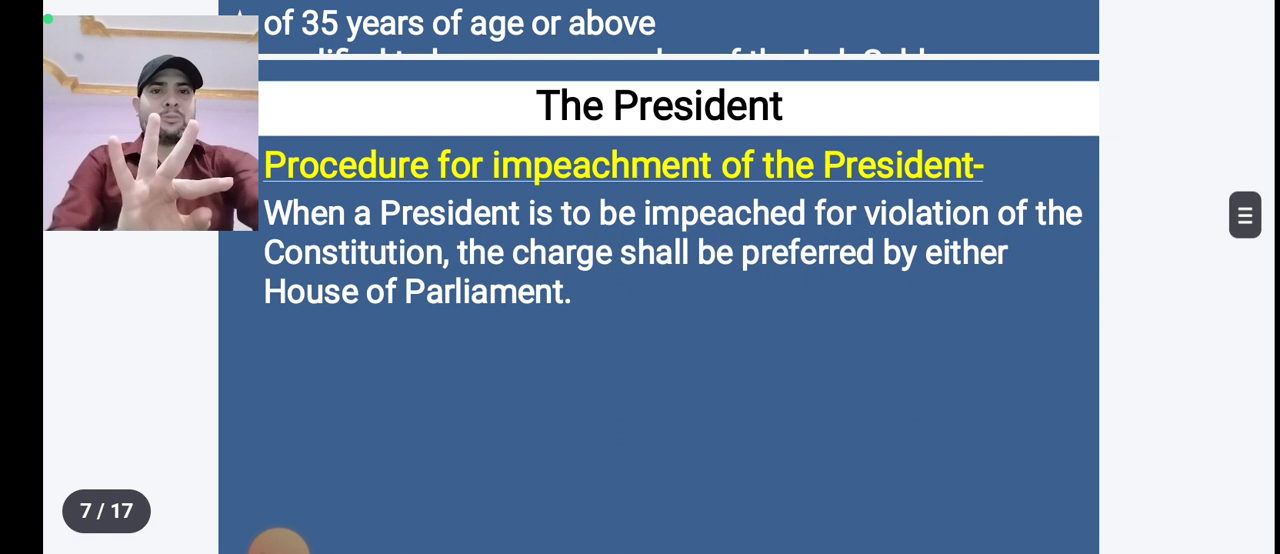 of 35 years of age or above
The President
Procedure for impeachment of the President-
When a President is to be impeached for violation of the
Constitution, the charge shall be preferred by either
House of Parliament.
7 / 17